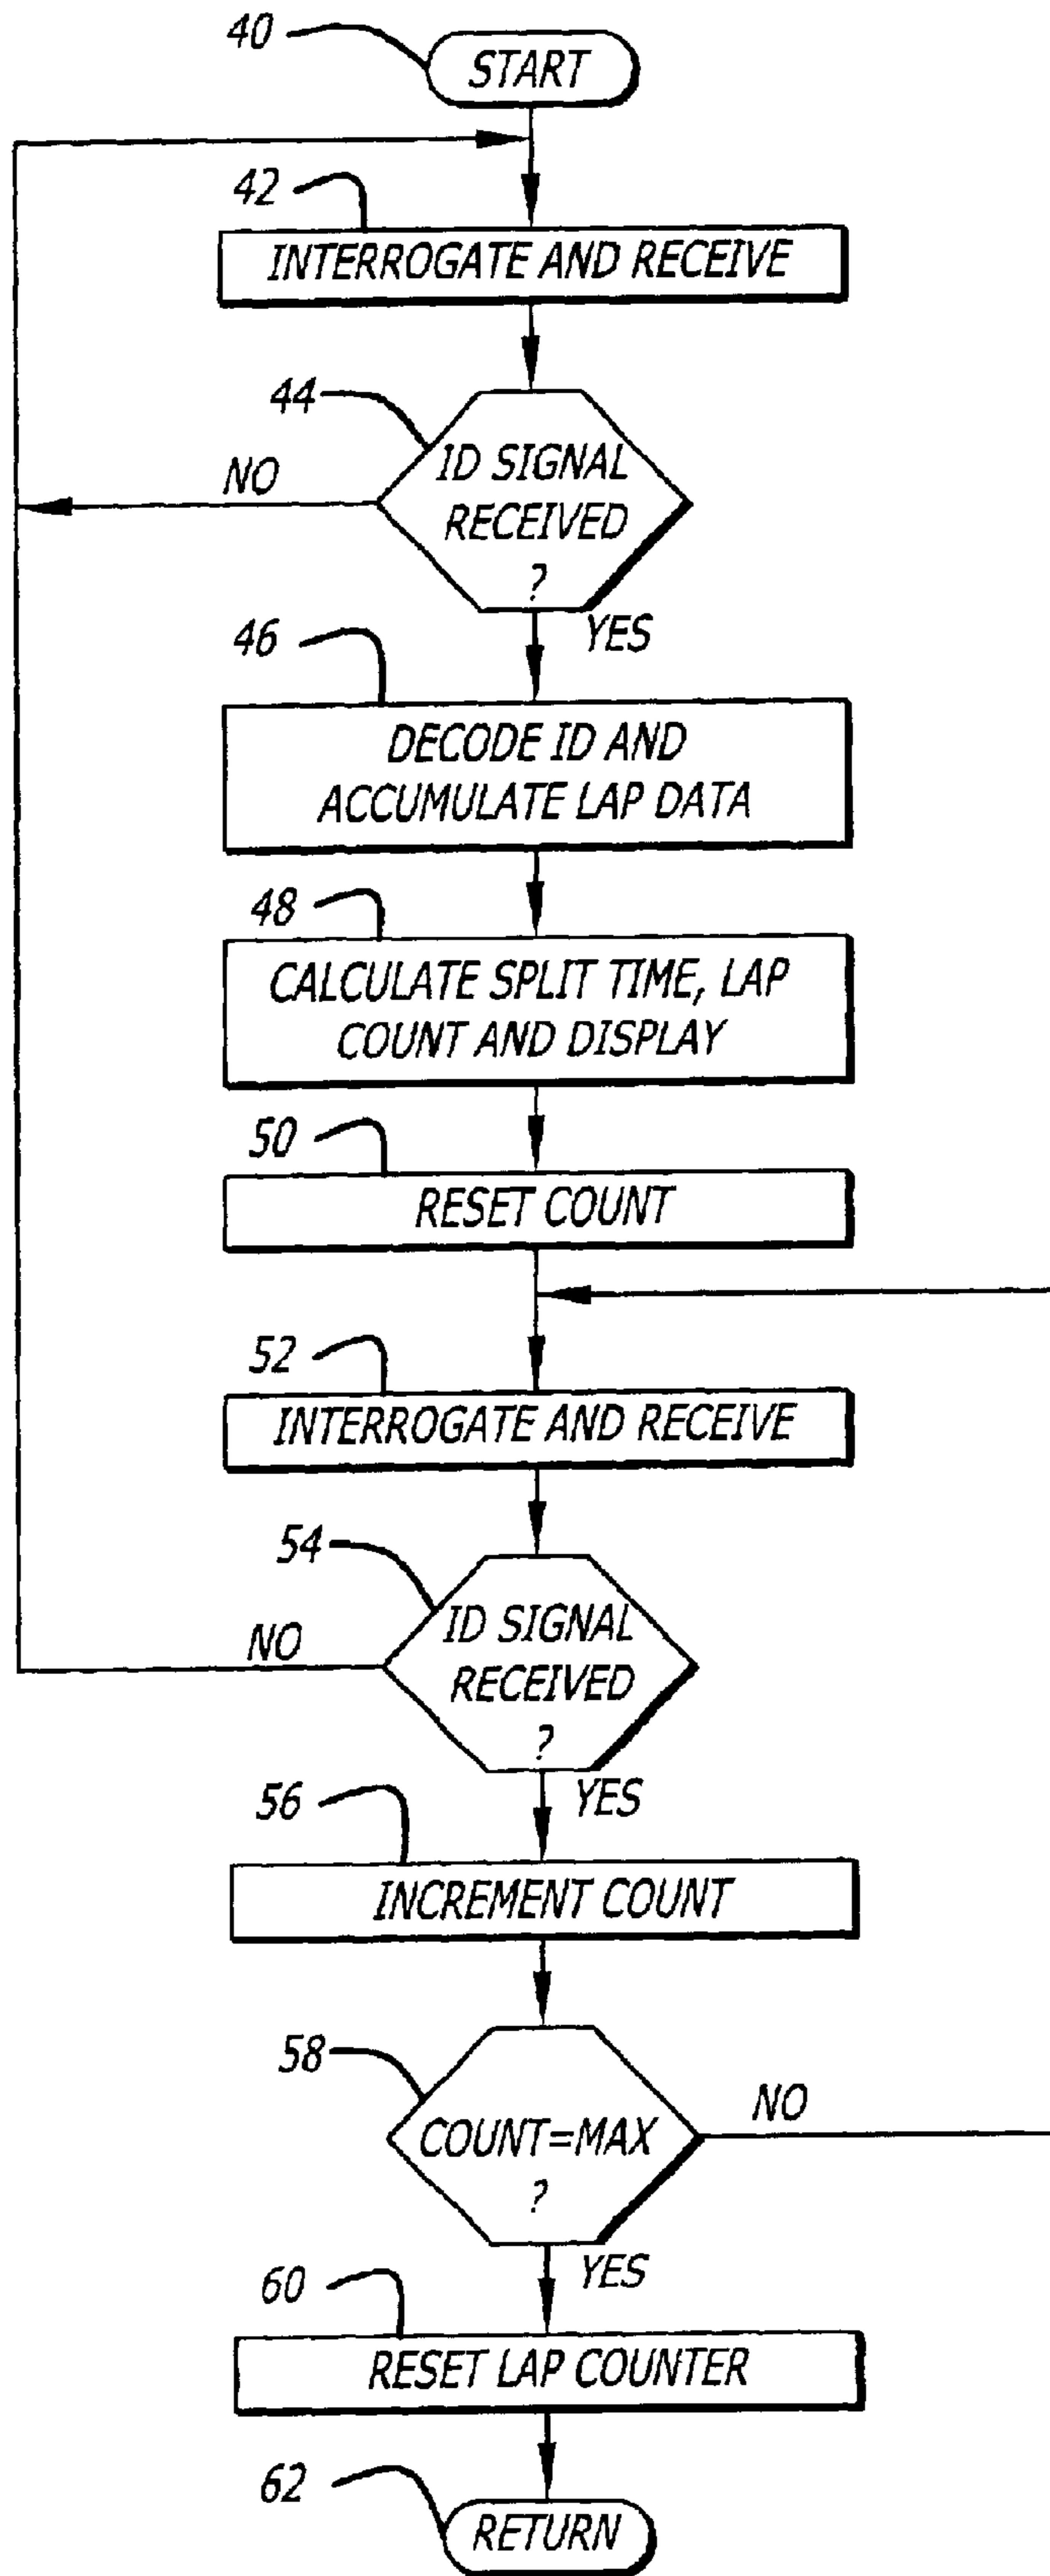 40
START
42
INTERROGATE AND RECEIVE
44
ID SIGNAL
RECEIVED
?
NO
YES
46
DECODE ID AND
ACCUMULATE LAP DATA
48
CALCULATE SPLIT TIME, LAP
COUNT AND DISPLAY
50
RESET COUNT
52
INTERROGATE AND RECEIVE
54
ID SIGNAL
RECEIVED
?
NO
YES
56
INCREMENT COUNT
58
COUNT=MAX
?
NO
YES
60
RESET LAP COUNTER
62
RETURN